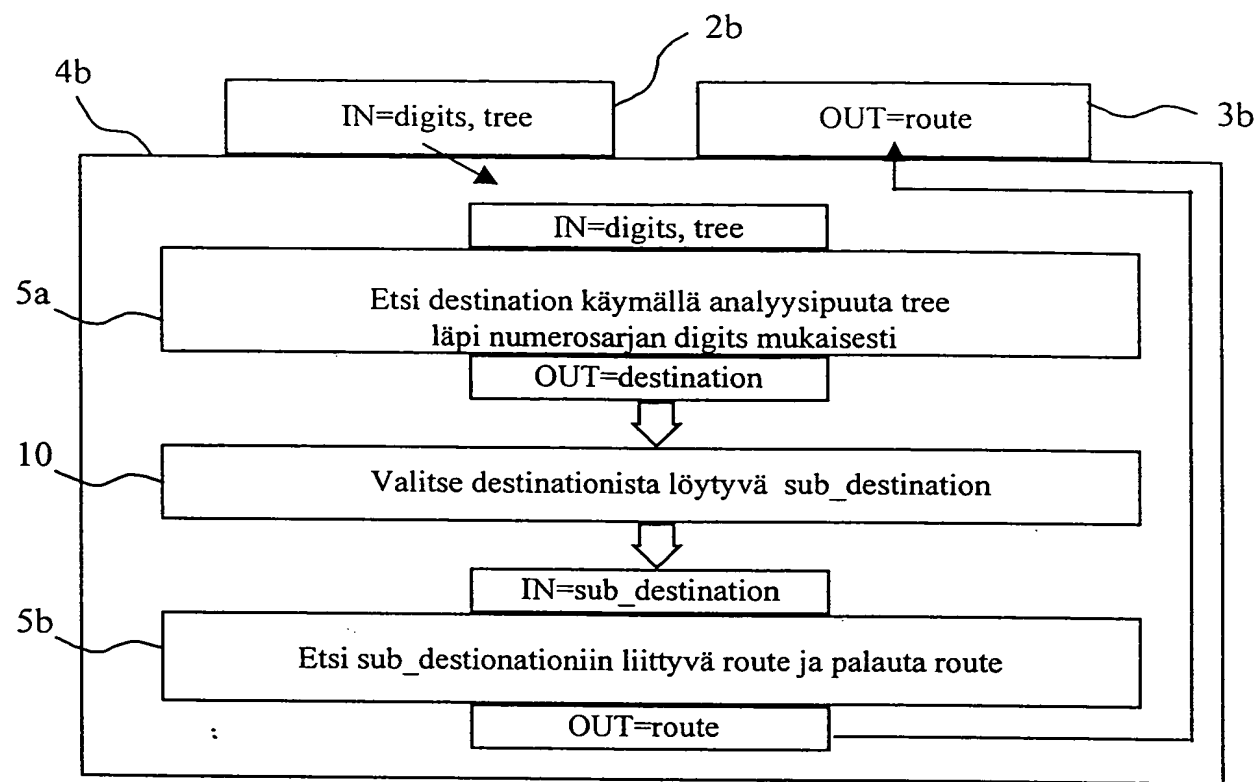 2b
4b
IN=digits, tree
OUT=route
3b
IN=digits, tree
5a
Etsi destination käymällä analyysipuuta tree
läpi numerosarjan digits mukaisesti
OUT=destination
10
Valitse destinationista löytyvä sub_destination
IN=sub_destination
5b
Etsi sub_destionationiin liittyvä route ja palauta route
OUT=route